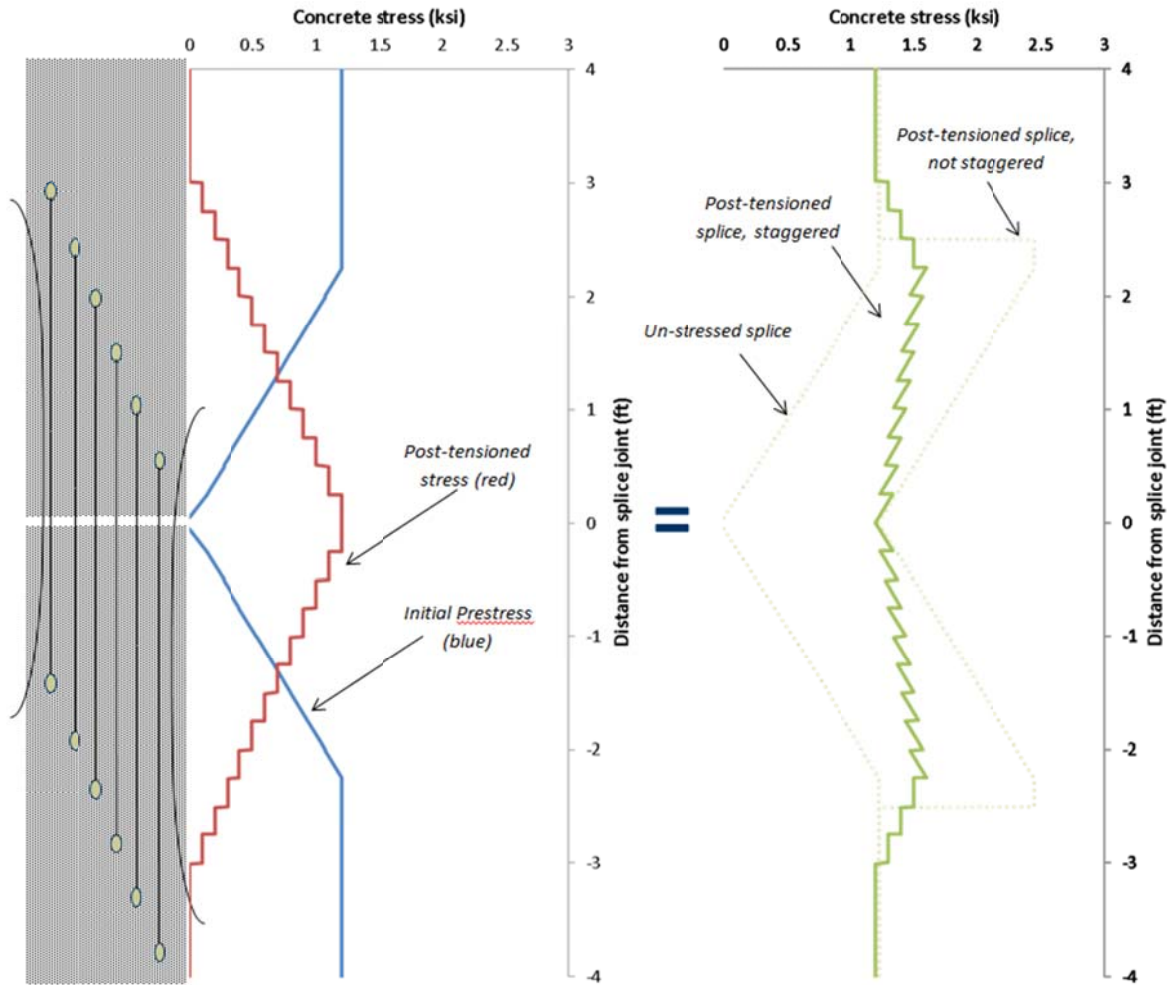 Concrete stress (ksi)
0 0.5 1 1.5 2 2.5 3
4
3
2
1
0
-1
-2
-3
-4
Distance from splice joint (ft)
Post-tensioned
stress (red)
Initial Prestress
(blue)
Concrete stress (ksi)
0 0.5 1 1.5 2 2.5 3
4
3
2
1
0
-1
-2
-3
-4
Distance from splice joint (ft)
Post-tensioned splice,
not staggered
Post-tensioned
splice, staggered
Un-stressed splice